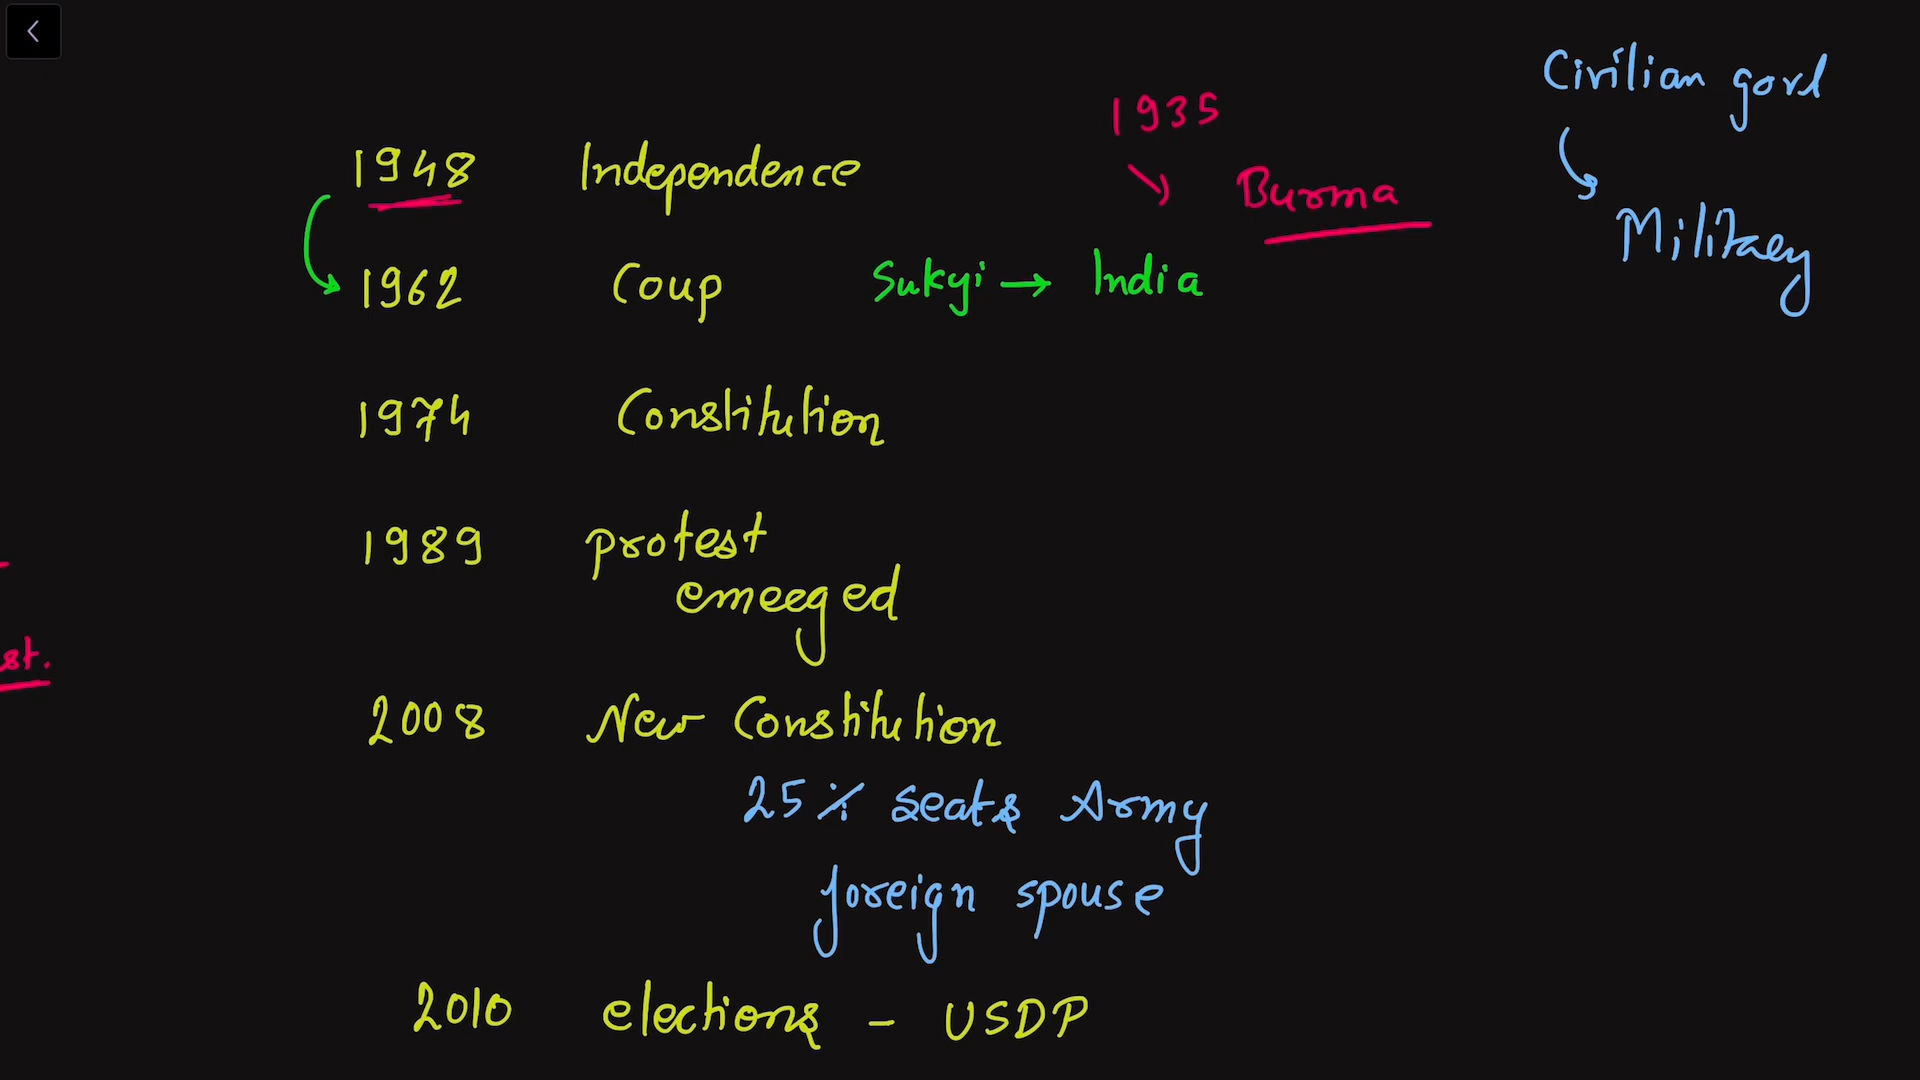 Civilian govt
1935
1948 Independence
Burma
Military
1962 Coup Sukyi → India
1974 Constitution
1989 protest
emerged
st.
2008 New Constitution
25% seats Army
foreign spouse
2010 elections - USDP